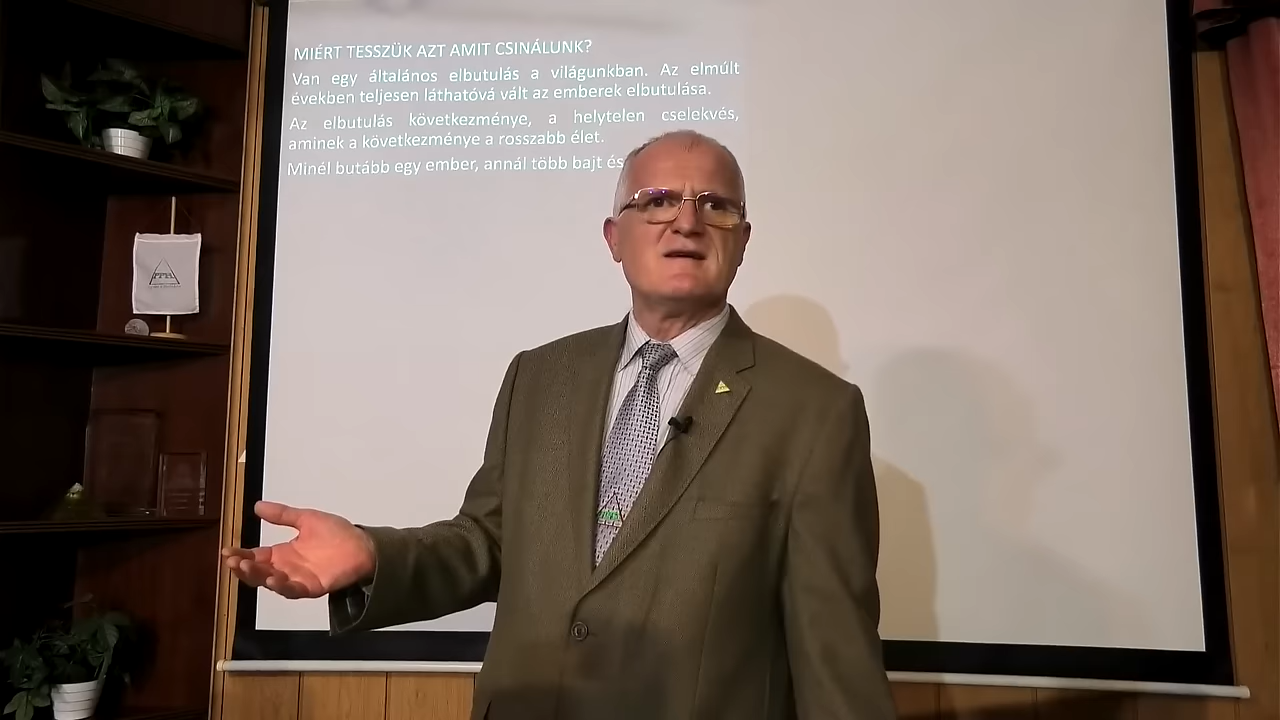 MIÉRT TESSZÜK AZT AMIT CSINÁLUNK?
Van egy általános elbutulás a világunkban. Az elmúlt
években teljesen láthatóvá vált az emberek elbutulása.
Az elbutulás következménye, a helytelen cselekvés,
aminek a következménye a rosszabb élet.
Minél butább egy ember, annál több bajt és